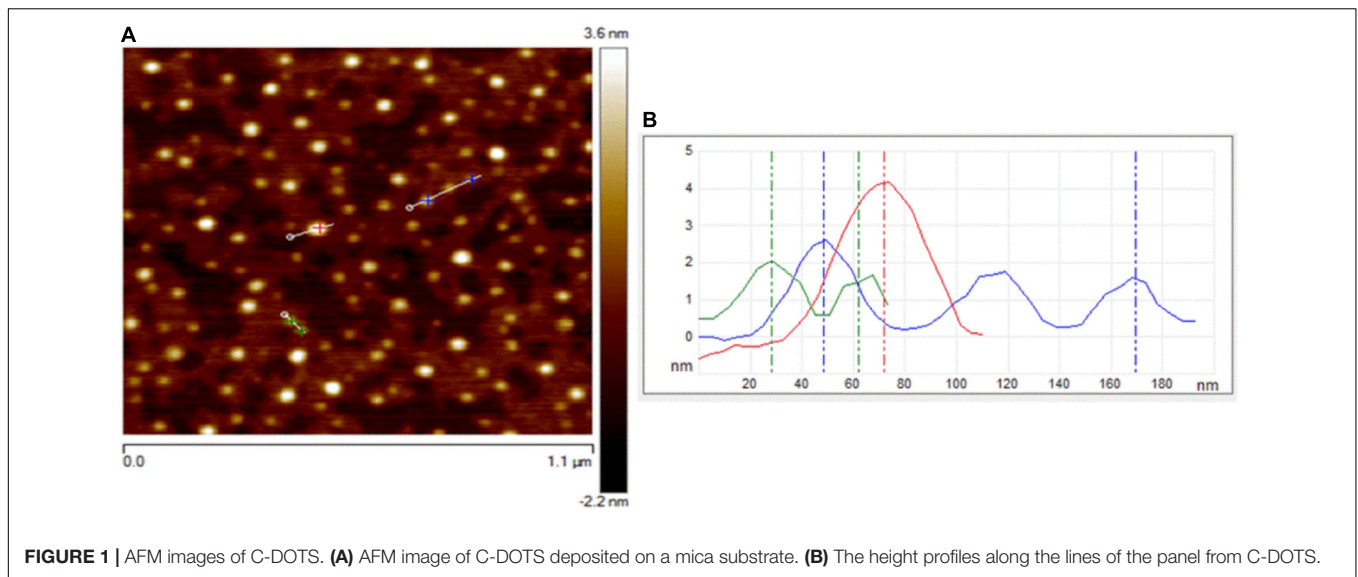 A
3.6 nm
-2.2 nm
0.0
1.1 µm
B
5
4
3
2
1
0
nm
20
40
60
80
100
120
140
160
180
nm
FIGURE 1 | AFM images of C-DOTS. (A) AFM image of C-DOTS deposited on a mica substrate. (B) The height profiles along the lines of the panel from C-DOTS.